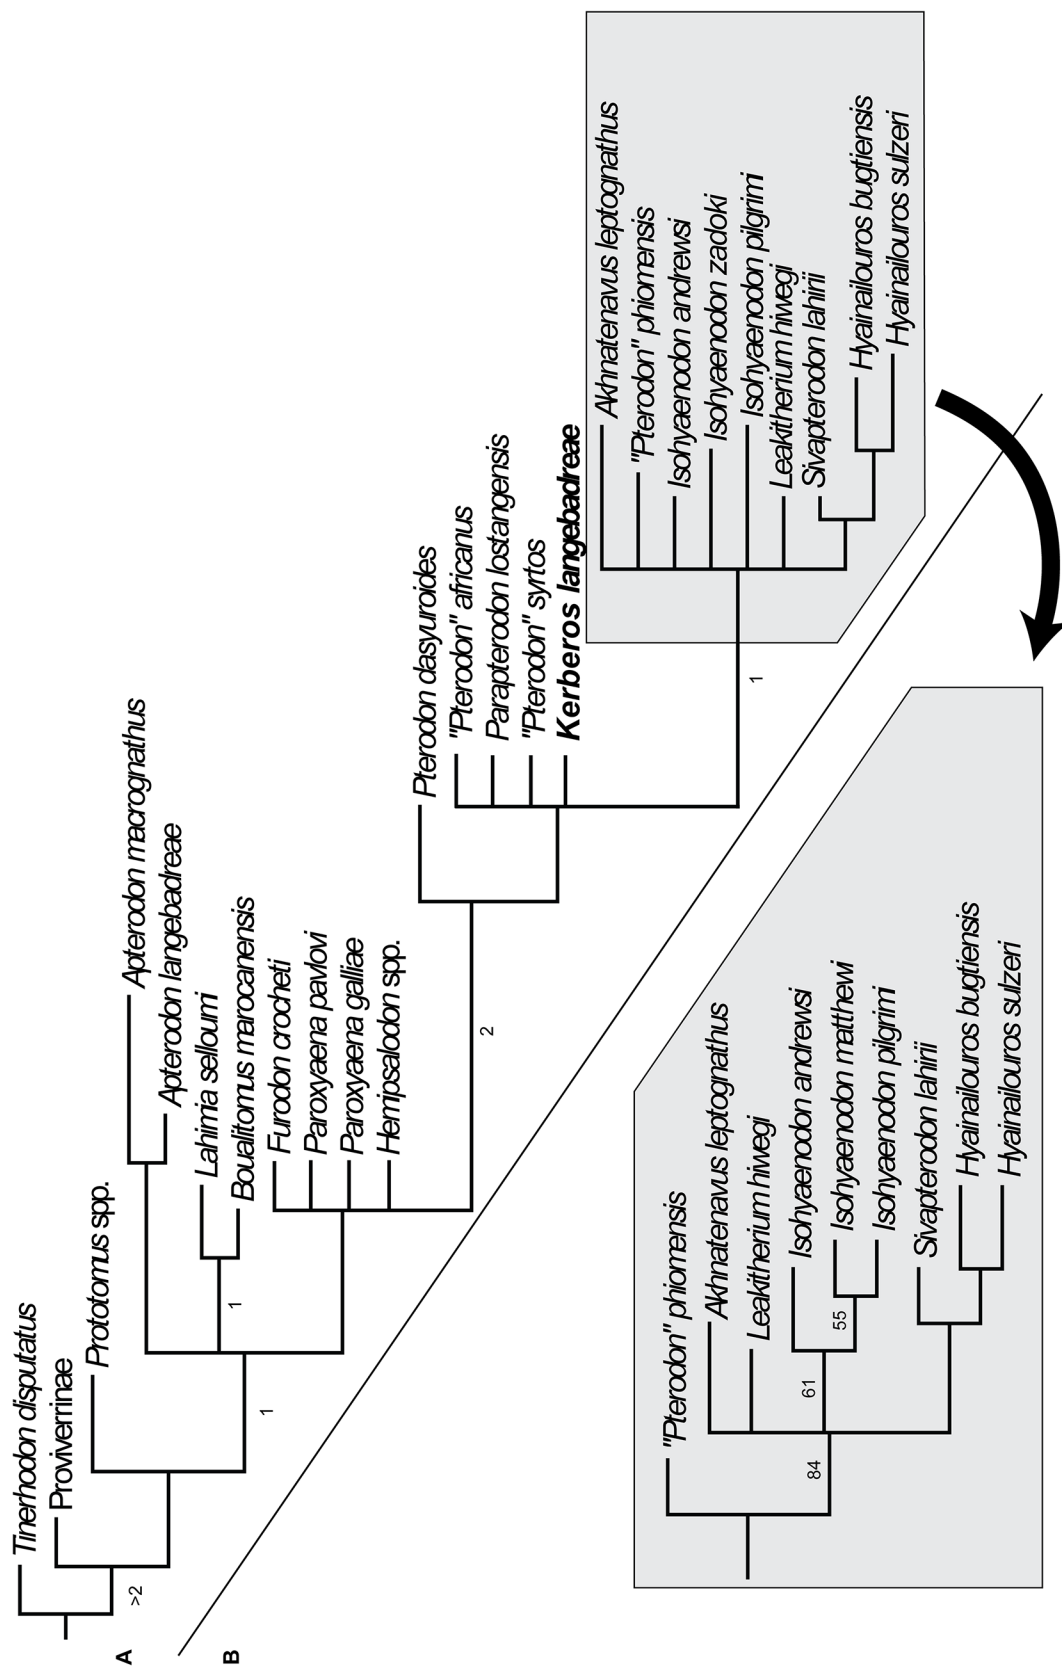 A
Tinerhodon disputatus
Proviverrinae
Prototomus spp.
Apterodon macrognathus
Apterodon langebadreae
Lahimia selloumi
Boualitomus marocanensis
Furodon crocheti
Paroxyaena pavlovi
Paroxyaena galliae
Hemipsalodon spp.
Pterodon dasyuroides
"Pterodon" africanus
Parapterodon lostangensis
"Pterodon" syrtos
Kerberos langebadreae
Akhnatenavus leptognathus
"Pterodon" phiomensis
Isohyaenodon andrewsi
Isohyaenodon zadoki
Isohyaenodon pilgrimi
Leakitherium hiwegi
Sivapterodon lahirii
Hyainailouros bugtiensis
Hyainailouros sulzeri
>2
1
1
2
1
B
"Pterodon" phiomensis
Akhnatenavus leptognathus
Leakitherium hiwegi
Isohyaenodon andrewsi
Isohyaenodon matthewi
Isohyaenodon pilgrimi
Sivapterodon lahirii
Hyainailouros bugtiensis
Hyainailouros sulzeri
84
61
55